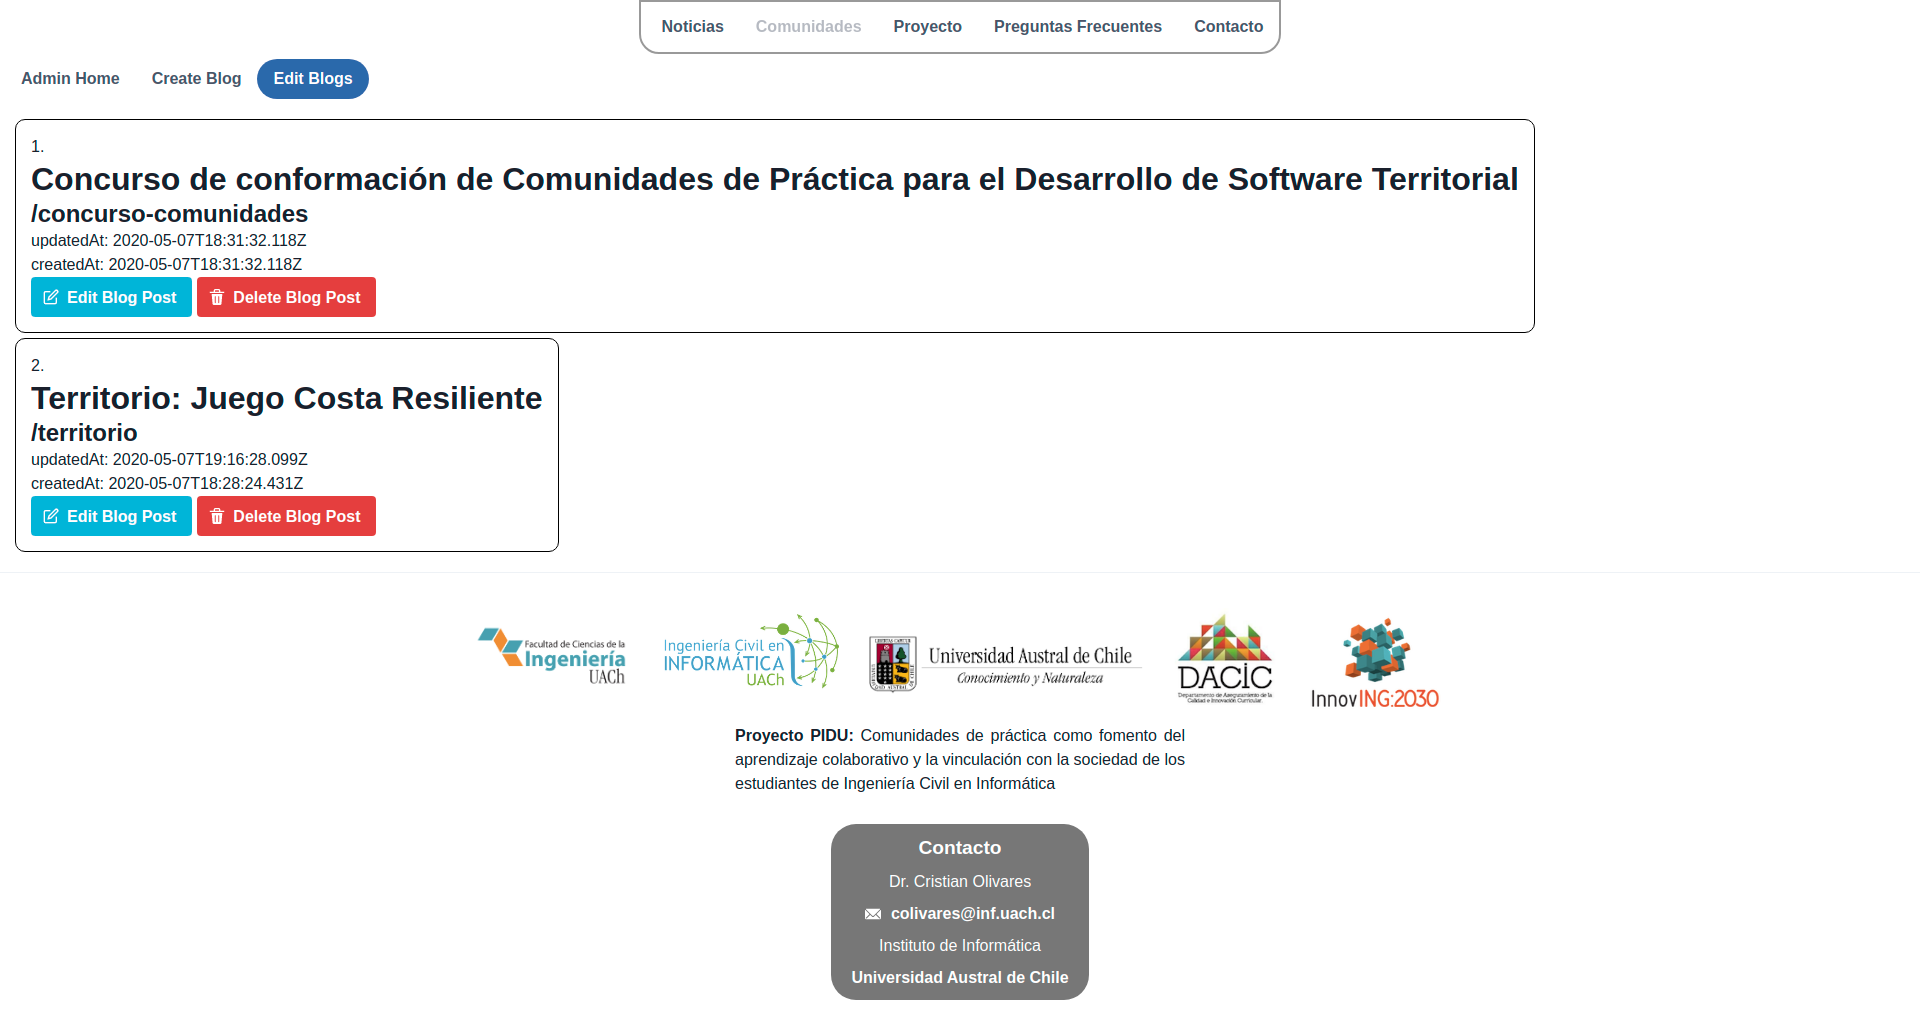 Noticias Comunidades Proyecto Preguntas Frecuentes Contacto
Admin Home Create Blog Edit Blogs
1.
Concurso de conformación de Comunidades de Práctica para el Desarrollo de Software Territorial
/concurso-comunidades
updatedAt: 2020-05-07T18:31:32.118Z
createdAt: 2020-05-07T18:31:32.118Z
Edit Blog Post Delete Blog Post
2.
Territorio: Juego Costa Resiliente
/territorio
updatedAt: 2020-05-07T19:16:28.099Z
createdAt: 2020-05-07T18:28:24.431Z
Edit Blog Post Delete Blog Post
Facultad de Ciencias de la
Ingeniería
UACh
Ingeniería Civil en
INFORMÁTICA
UACh
LIBERTAS CAPITUR
Universidad Austral de Chile
Conocimiento y Naturaleza
DACIC
Departamento de Aseguramiento de la
Calidad e Innovación Curricular.
InnovING:2030
Proyecto PIDU: Comunidades de práctica como fomento del
aprendizaje colaborativo y la vinculación con la sociedad de los
estudiantes de Ingeniería Civil en Informática
Contacto
Dr. Cristian Olivares
colivares@inf.uach.cl
Instituto de Informática
Universidad Austral de Chile